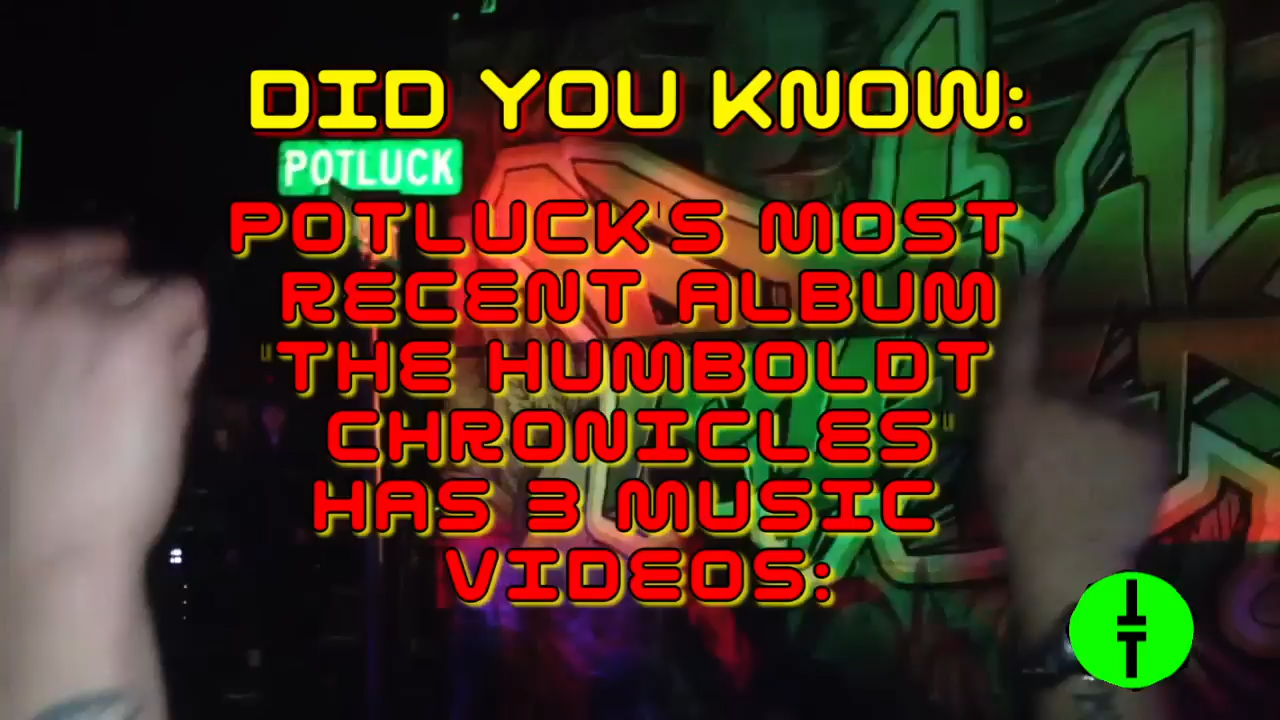 DID YOU KNOW:
POTLUCK
POTLUCK'S MOST
RECENT ALBUM
"THE HUMBOLDT
CHRONICLES"
HAS 3 MUSIC
VIDEOS: